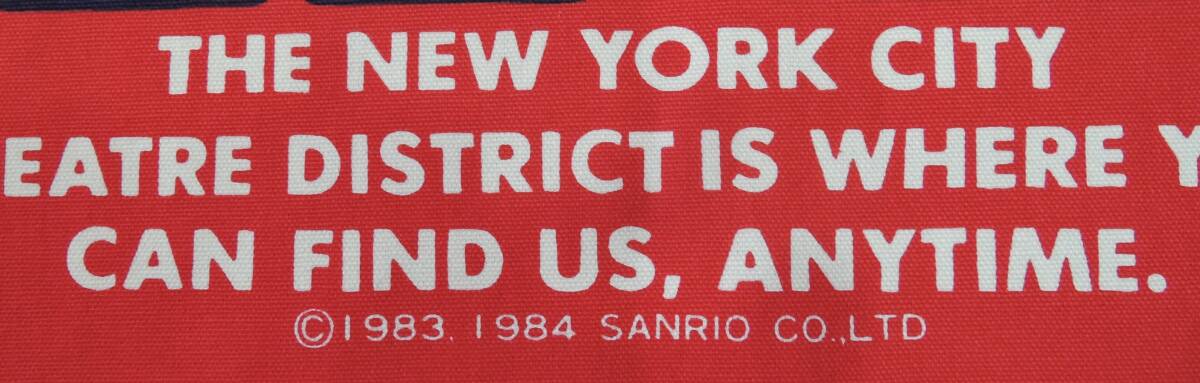 THE NEW YORK CITY
EATRE DISTRICT IS WHERE Y
CAN FIND US, ANYTIME.
©1983, 1984 SANRIO CO.,LTD